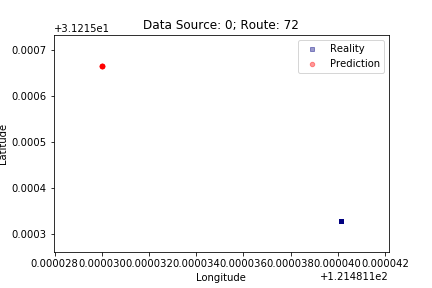 Data Source: 0; Route: 72
+3.1215e1
Reality
Prediction
0.0007
0.0006
0.0005
0.0004
0.0003
Latitude
0.000028 0.000030 0.000032 0.000034 0.000036 0.000038 0.000040 0.000042
Longitude
+1.214811e2